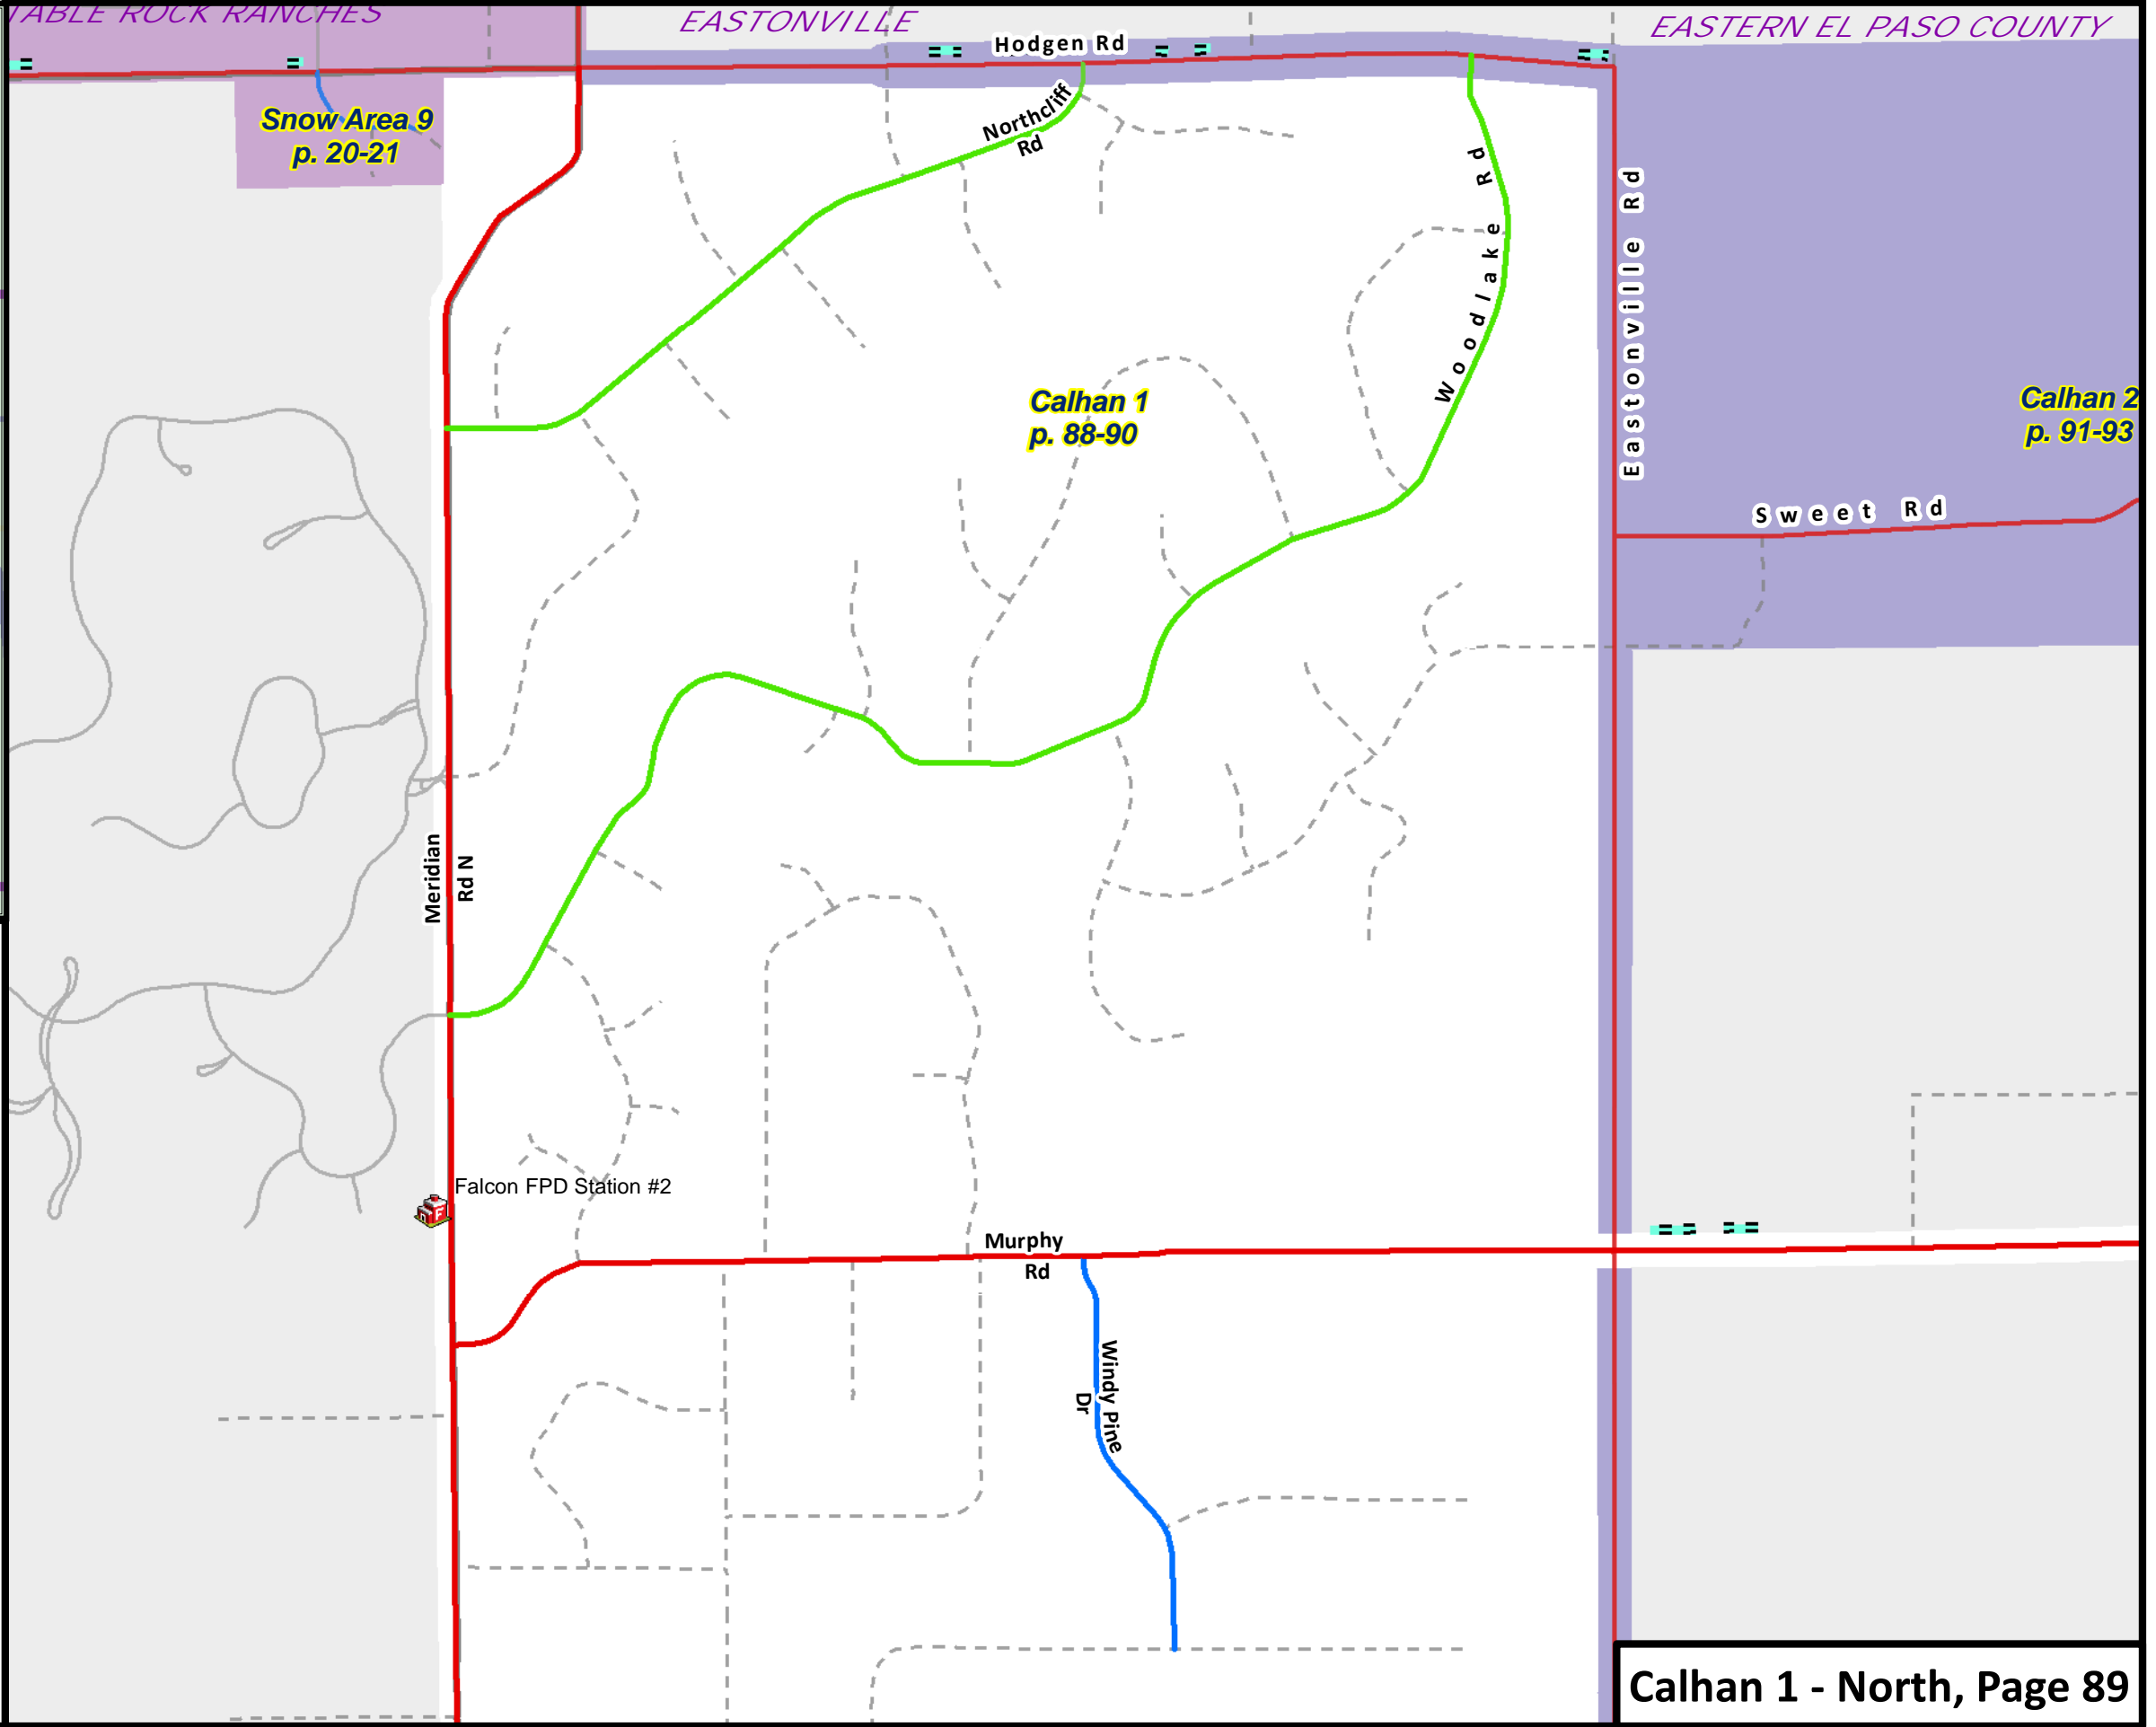 TABLE ROCK RANCHES
EASTONVILLE
EASTERN EL PASO COUNTY
Hodgen Rd
Snow Area 9
p. 20-21
Northcliff
Rd
Woodlake Rd
Eastonville Rd
Calhan 1
p. 88-90
Calhan 2
p. 91-93
Sweet Rd
Meridian
Rd N
Falcon FPD Station #2
F
Murphy
Rd
Windy Pine
Dr
Calhan 1 - North, Page 89